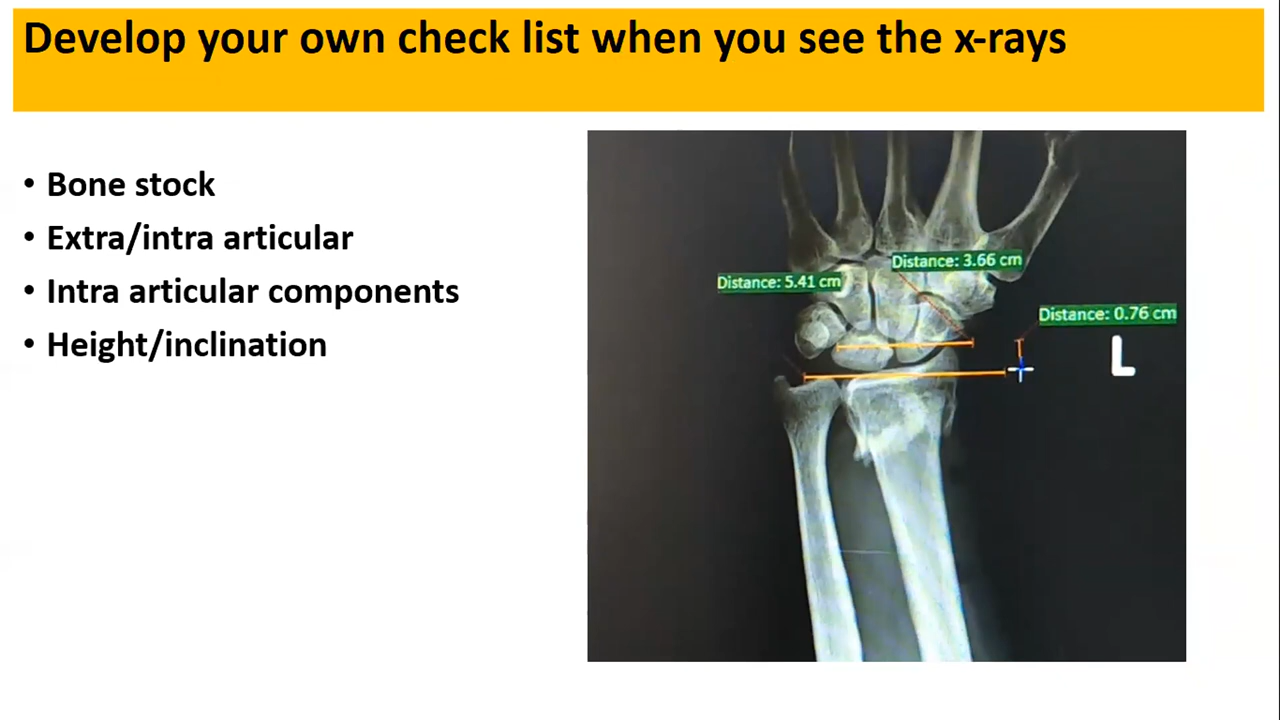 Develop your own check list when you see the x-rays
• Bone stock
• Extra/intra articular
• Intra articular components
• Height/inclination
Distance: 3.66 cm
Distance: 5.41 cm
Distance: 0.76 cm
L